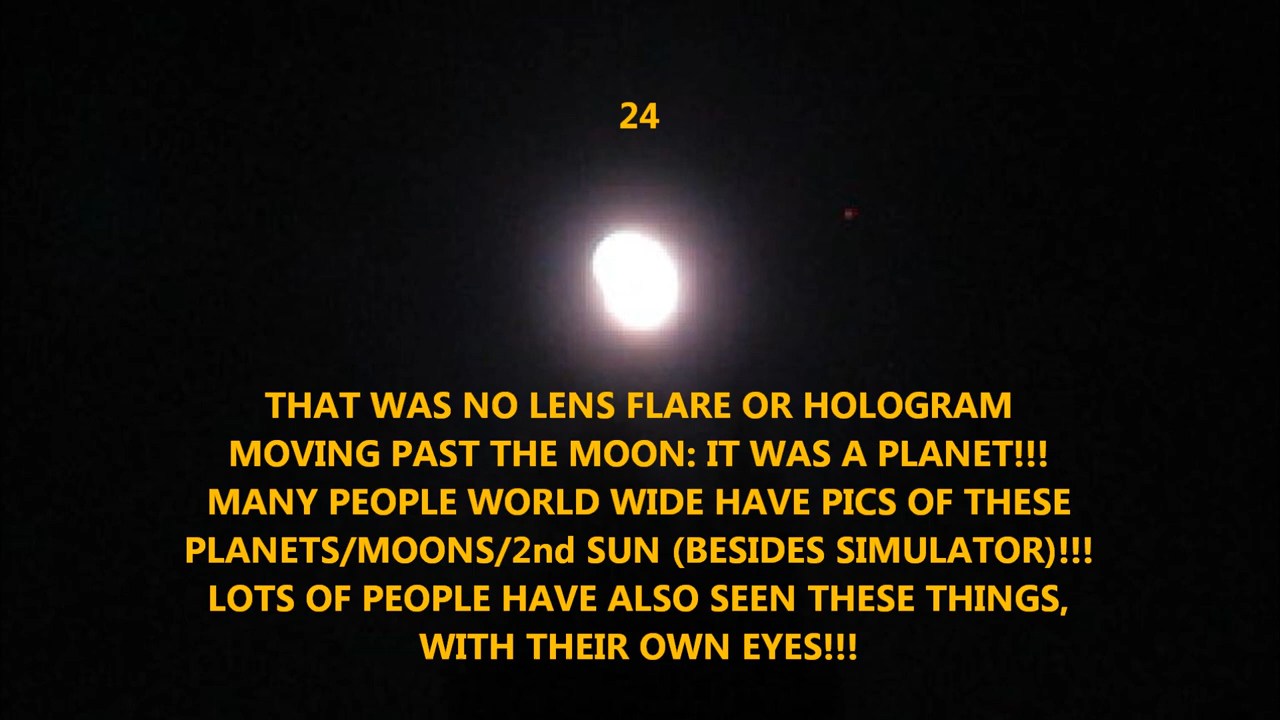 24
THAT WAS NO LENS FLARE OR HOLOGRAM
MOVING PAST THE MOON: IT WAS A PLANET!!!
MANY PEOPLE WORLD WIDE HAVE PICS OF THESE
PLANETS/MOONS/2nd SUN (BESIDES SIMULATOR)!!!
LOTS OF PEOPLE HAVE ALSO SEEN THESE THINGS,
WITH THEIR OWN EYES!!!